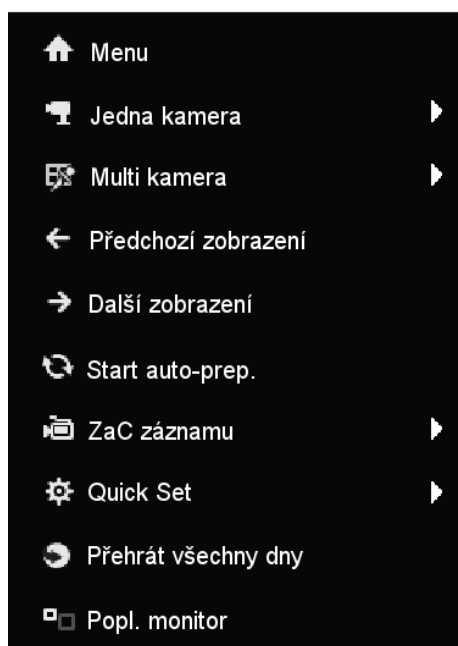 Menu
Jedna kamera
Multi kamera
Předchozí zobrazení
Další zobrazení
Start auto-prep.
ZaC záznamu
Quick Set
Přehrát všechny dny
Popl. monitor